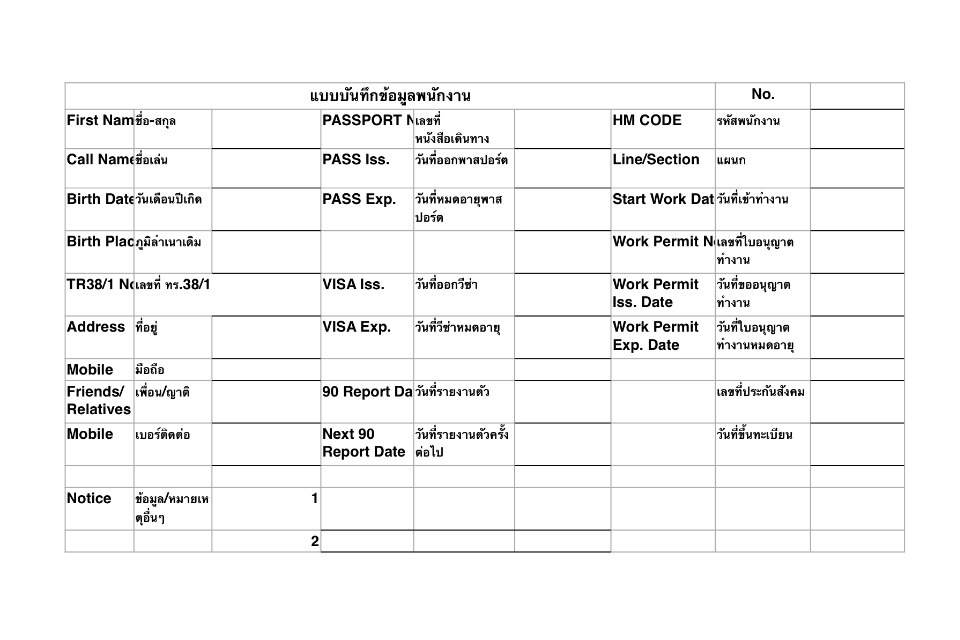 แบบบันทึกข้อมูลพนักงาน No.
First Nam ชื่อ-สกุล PASSPORT N เลขที่ หนังสือเดินทาง HM CODE รหัสพนักงาน
Call Name ชื่อเล่น PASS Iss. วันที่ออกพาสปอร์ต Line/Section แผนก
Birth Date วันเดือนปีเกิด PASS Exp. วันที่หมดอายุพาส ปอร์ต Start Work Dat วันที่เข้าทำงาน
Birth Plac ภูมิลำเนาเดิม Work Permit N เลขที่ใบอนุญาต ทำงาน
TR38/1 No เลขที่ ทร.38/1 VISA Iss. วันที่ออกวีซ่า Work Permit Iss. Date วันที่ขออนุญาต ทำงาน
Address ที่อยู่ VISA Exp. วันที่วีซ่าหมดอายุ Work Permit Exp. Date วันที่ใบอนุญาต ทำงานหมดอายุ
Mobile มือถือ
Friends/ Relatives เพื่อน/ญาติ 90 Report Da วันที่รายงานตัว เลขที่ประกันสังคม
Mobile เบอร์ติดต่อ Next 90 Report Date วันที่รายงานตัวครั้ง ต่อไป วันที่ขึ้นทะเบียน
Notice ข้อมูล/หมายเห ตุอื่นๆ 1
2